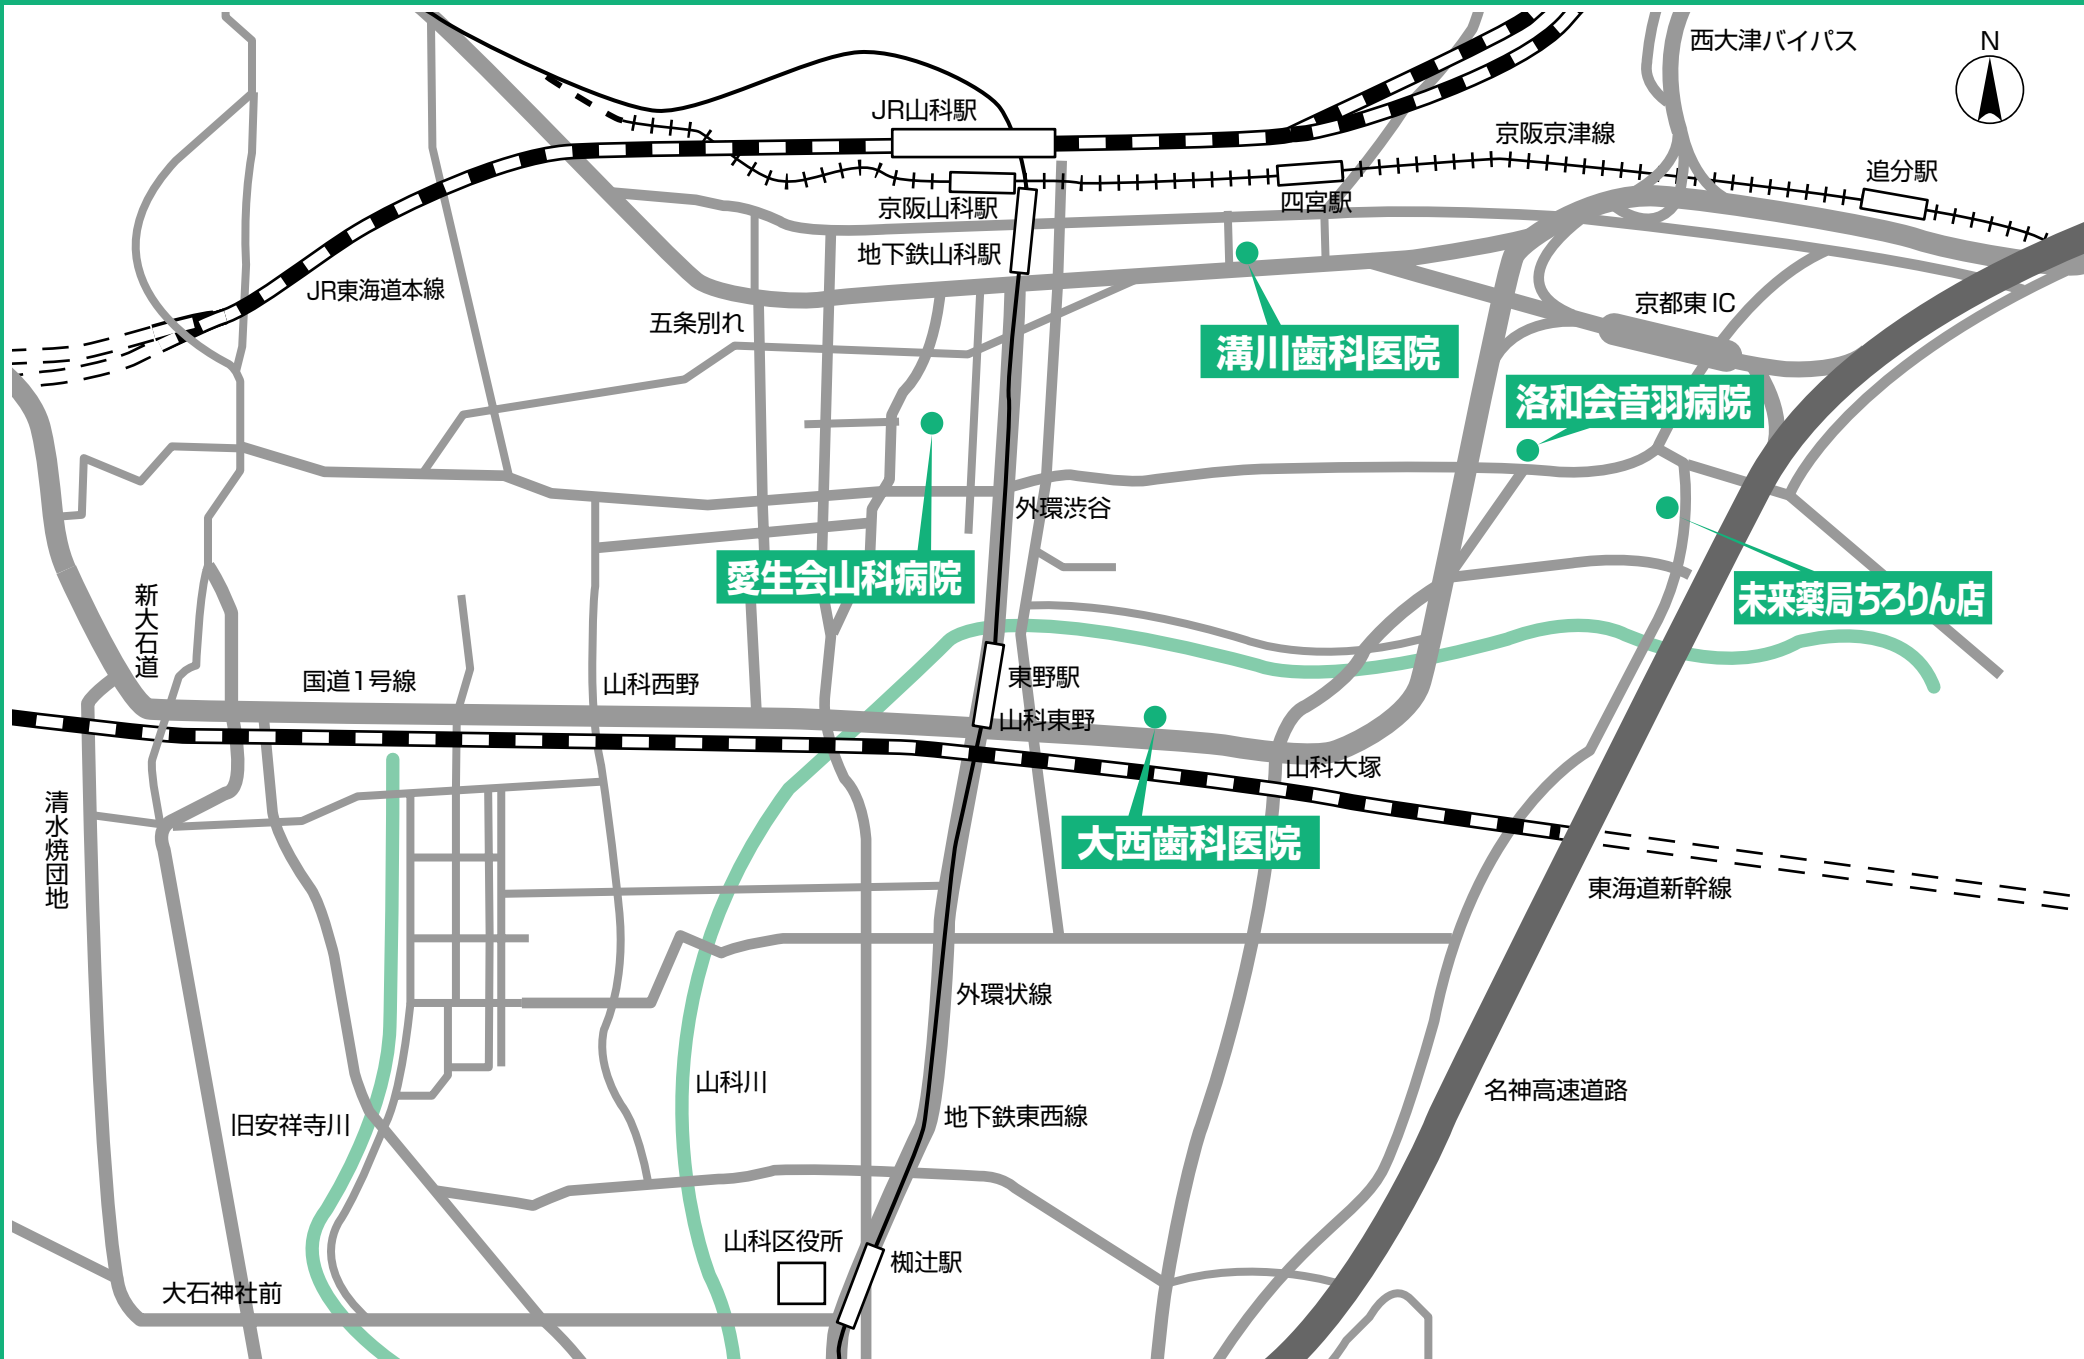 西大津バイパス
N
JR山科駅
京阪京津線
追分駅
京阪山科駅
四宮駅
地下鉄山科駅
JR東海道本線
京都東IC
五条別れ
溝川歯科医院
洛和会音羽病院
外環渋谷
愛生会山科病院
未来薬局ちろりん店
新大石道
国道1号線
山科西野
東野駅
山科東野
山科大塚
清水焼団地
大西歯科医院
東海道新幹線
外環状線
山科川
名神高速道路
旧安祥寺川
地下鉄東西線
山科区役所
椥辻駅
大石神社前